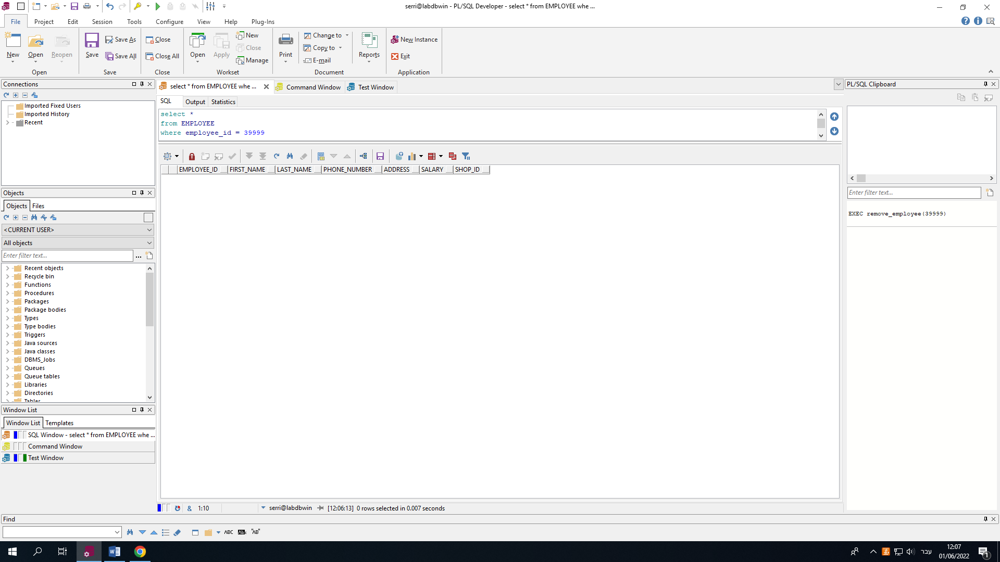 serri@labdbwin - PL/SQL Developer - select * from EMPLOYEE whe ...
File Project Edit Session Tools Configure View Help Plug-Ins
New Open Reopen
Open
Save Save As Save All
Save
Close Close All
Close
Open Apply New Close Manage
Workset
Print Change to Copy to E-mail Reports
Document
New Instance Exit
Application
Connections
Imported Fixed Users
Imported History
Recent
select * from EMPLOYEE whe ... Command Window Test Window
SQL Output Statistics
select *
from EMPLOYEE
where employee_id = 39999
EMPLOYEE_ID FIRST_NAME LAST_NAME PHONE_NUMBER ADDRESS SALARY SHOP_ID
PL/SQL Clipboard
Enter filter text...
EXEC remove_employee(39999)
Objects
Objects Files
<CURRENT USER>
All objects
Enter filter text... ...
Recent objects
Recycle bin
Functions
Procedures
Packages
Package bodies
Types
Type bodies
Triggers
Java sources
Java classes
DBMS_Jobs
Queues
Queue tables
Libraries
Directories
Tables
Window List
Window List Templates
SQL Window - select * from EMPLOYEE whe ...
Command Window
Test Window
& 1:10 serri@labdbwin [12:06:13] 0 rows selected in 0.007 seconds
Find
ABC AB "AB"
עבר 12:07
01/06/2022
1